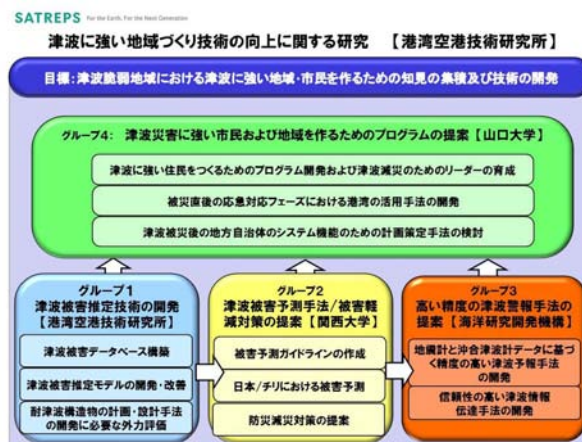 SATREPS For the Earth, For the Next Generation
津波に強い地域づくり技術の向上に関する研究 【港湾空港技術研究所】
目標：津波脆弱地域における津波に強い地域・市民を作るための知見の集積及び技術の開発
グループ4： 津波災害に強い市民および地域を作るためのプログラムの提案【山口大学】
津波に強い住民をつくるためのプログラム開発および津波減災のためのリーダーの育成
被災直後の応急対応フェーズにおける港湾の活用手法の開発
津波被災後の地方自治体のシステム機能のための計画策定手法の検討
グループ1
津波被害推定技術の開発
【港湾空港技術研究所】
津波被害データベース構築
津波被害推定モデルの開発・改善
耐津波構造物の計画・設計手法
の開発に必要な外力評価
グループ2
津波被害予測手法/被害軽
減対策の提案【関西大学】
被害予測ガイドラインの作成
日本/チリにおける被害予測
防災減災対策の提案
グループ3
高い精度の津波警報手法の
提案【海洋研究開発機構】
地震計と沖合津波計データに基づ
く精度の高い津波予報手法
の開発
信頼性の高い津波情報
伝達手法の開発